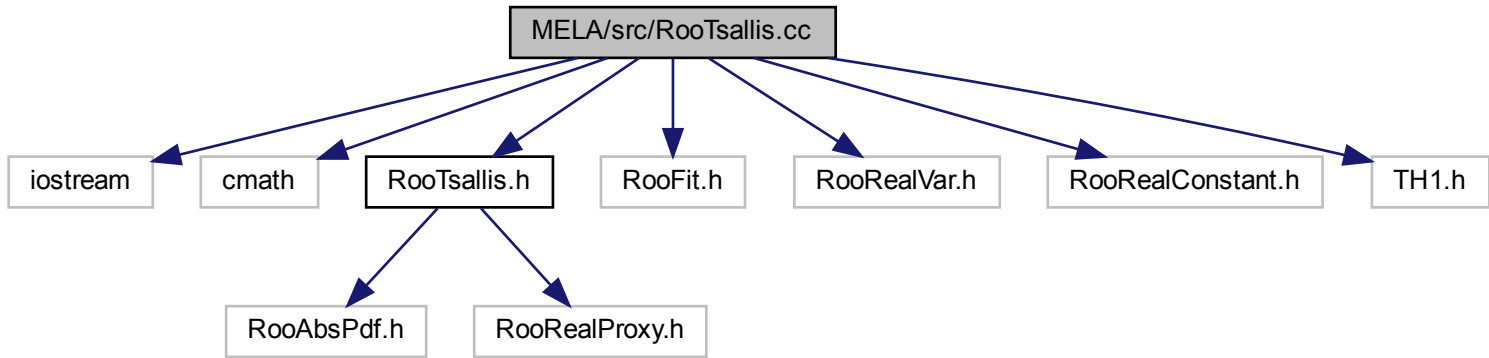 MELA/src/RooTsallis.cc
iostream
cmath
RooTsallis.h
RooFit.h
RooRealVar.h
RooRealConstant.h
TH1.h
RooAbsPdf.h
RooRealProxy.h